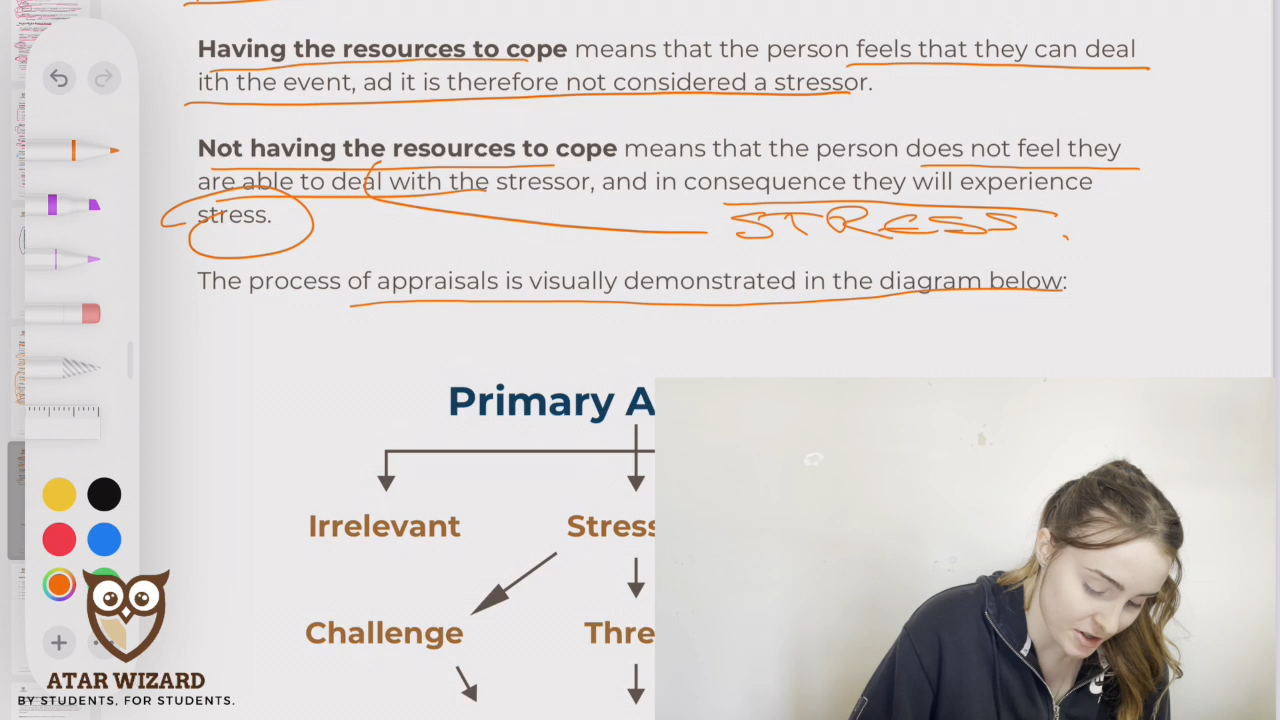 Having the resources to cope means that the person feels that they can deal
ith the event, ad it is therefore not considered a stressor.
Not having the resources to cope means that the person does not feel they
are able to deal with the stressor, and in consequence they will experience
stress.
STRESS.
The process of appraisals is visually demonstrated in the diagram below:
Primary A
Irrelevant
Stress
Challenge
Thre
ATAR WIZARD
BY STUDENTS, FOR STUDENTS.